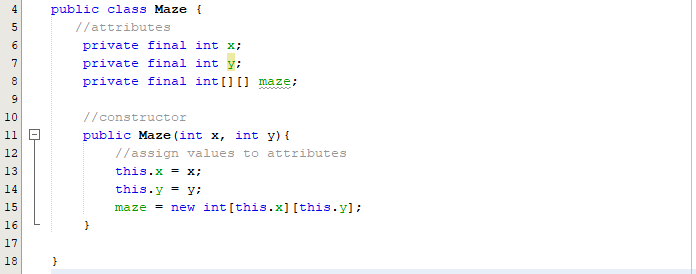 4 public class Maze {
5 //attributes
6 private final int x;
7 private final int y;
8 private final int[][] maze;
9
10 //constructor
11 public Maze(int x, int y){
12 //assign values to attributes
13 this.x = x;
14 this.y = y;
15 maze = new int[this.x][this.y];
16 }
17
18 }